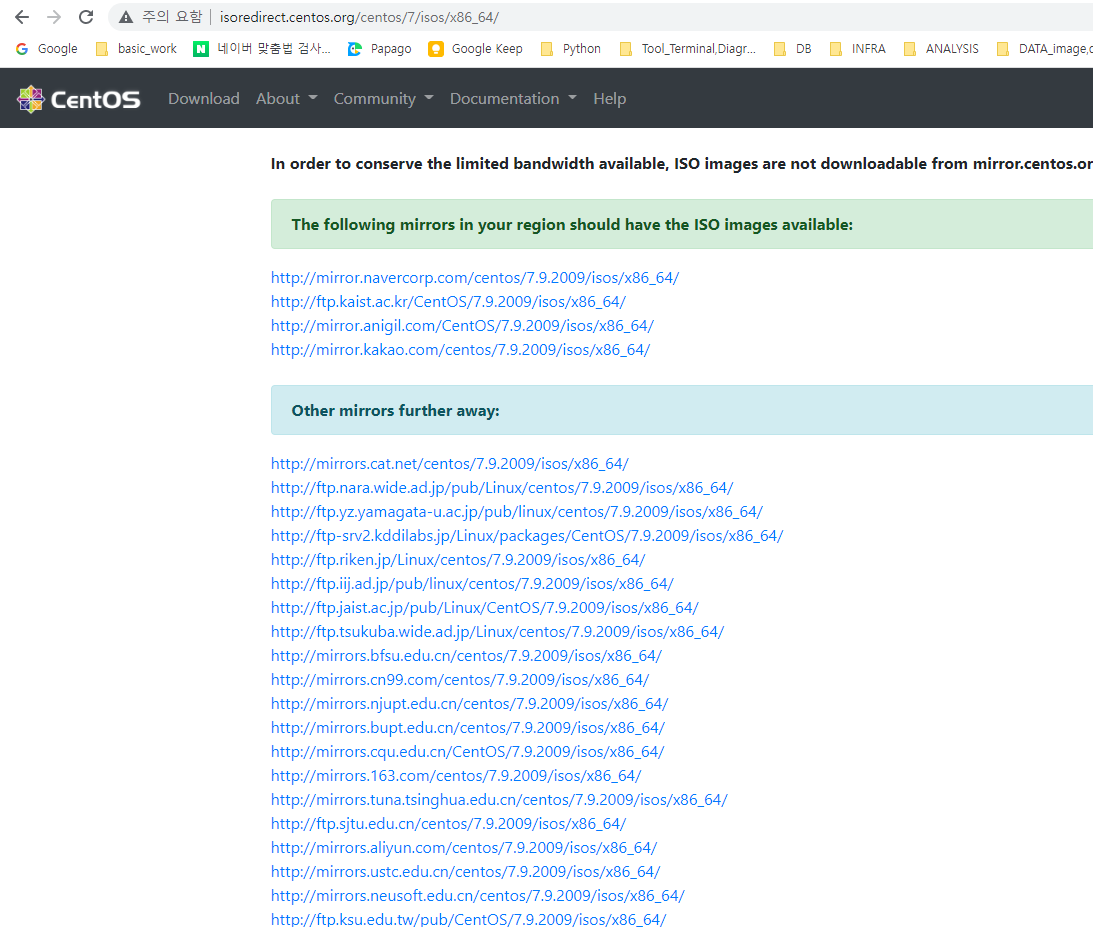 주의 요함 | isoredirect.centos.org/centos/7/isos/x86_64/
Google basic_work 네이버 맞춤법 검사... Papago Google Keep Python Tool_Terminal,Diagr... DB INFRA ANALYSIS DATA_image,c
CentOS Download About Community Documentation Help
In order to conserve the limited bandwidth available, ISO images are not downloadable from mirror.centos.or
The following mirrors in your region should have the ISO images available:
http://mirror.navercorp.com/centos/7.9.2009/isos/x86_64/
http://ftp.kaist.ac.kr/CentOS/7.9.2009/isos/x86_64/
http://mirror.anigil.com/CentOS/7.9.2009/isos/x86_64/
http://mirror.kakao.com/centos/7.9.2009/isos/x86_64/
Other mirrors further away:
http://mirrors.cat.net/centos/7.9.2009/isos/x86_64/
http://ftp.nara.wide.ad.jp/pub/Linux/centos/7.9.2009/isos/x86_64/
http://ftp.yz.yamagata-u.ac.jp/pub/linux/centos/7.9.2009/isos/x86_64/
http://ftp-srv2.kddilabs.jp/Linux/packages/CentOS/7.9.2009/isos/x86_64/
http://ftp.riken.jp/Linux/centos/7.9.2009/isos/x86_64/
http://ftp.iij.ad.jp/pub/linux/centos/7.9.2009/isos/x86_64/
http://ftp.jaist.ac.jp/pub/Linux/CentOS/7.9.2009/isos/x86_64/
http://ftp.tsukuba.wide.ad.jp/Linux/centos/7.9.2009/isos/x86_64/
http://mirrors.bfsu.edu.cn/centos/7.9.2009/isos/x86_64/
http://mirrors.cn99.com/centos/7.9.2009/isos/x86_64/
http://mirrors.njupt.edu.cn/centos/7.9.2009/isos/x86_64/
http://mirrors.bupt.edu.cn/centos/7.9.2009/isos/x86_64/
http://mirrors.cqu.edu.cn/CentOS/7.9.2009/isos/x86_64/
http://mirrors.163.com/centos/7.9.2009/isos/x86_64/
http://mirrors.tuna.tsinghua.edu.cn/centos/7.9.2009/isos/x86_64/
http://ftp.sjtu.edu.cn/centos/7.9.2009/isos/x86_64/
http://mirrors.aliyun.com/centos/7.9.2009/isos/x86_64/
http://mirrors.ustc.edu.cn/centos/7.9.2009/isos/x86_64/
http://mirrors.neusoft.edu.cn/centos/7.9.2009/isos/x86_64/
http://ftp.ksu.edu.tw/pub/CentOS/7.9.2009/isos/x86_64/